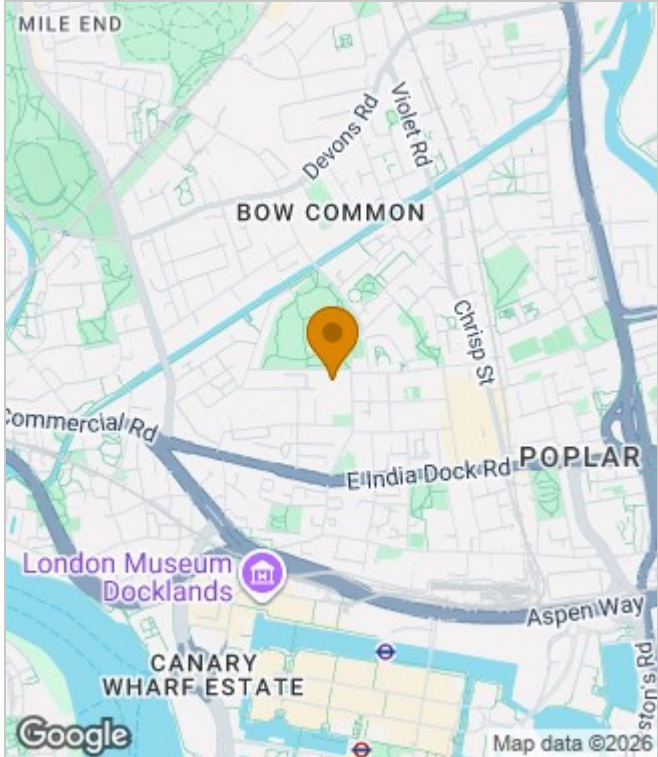 MILE END
Violet Rd
Devons Rd
BOW COMMON
Chrisp St
Commercial Rd
E India Dock Rd
POPLAR
London Museum
Docklands
Aspen Way
CANARY
WHARF ESTATE
ston's Rd
Google
Map data ©2026